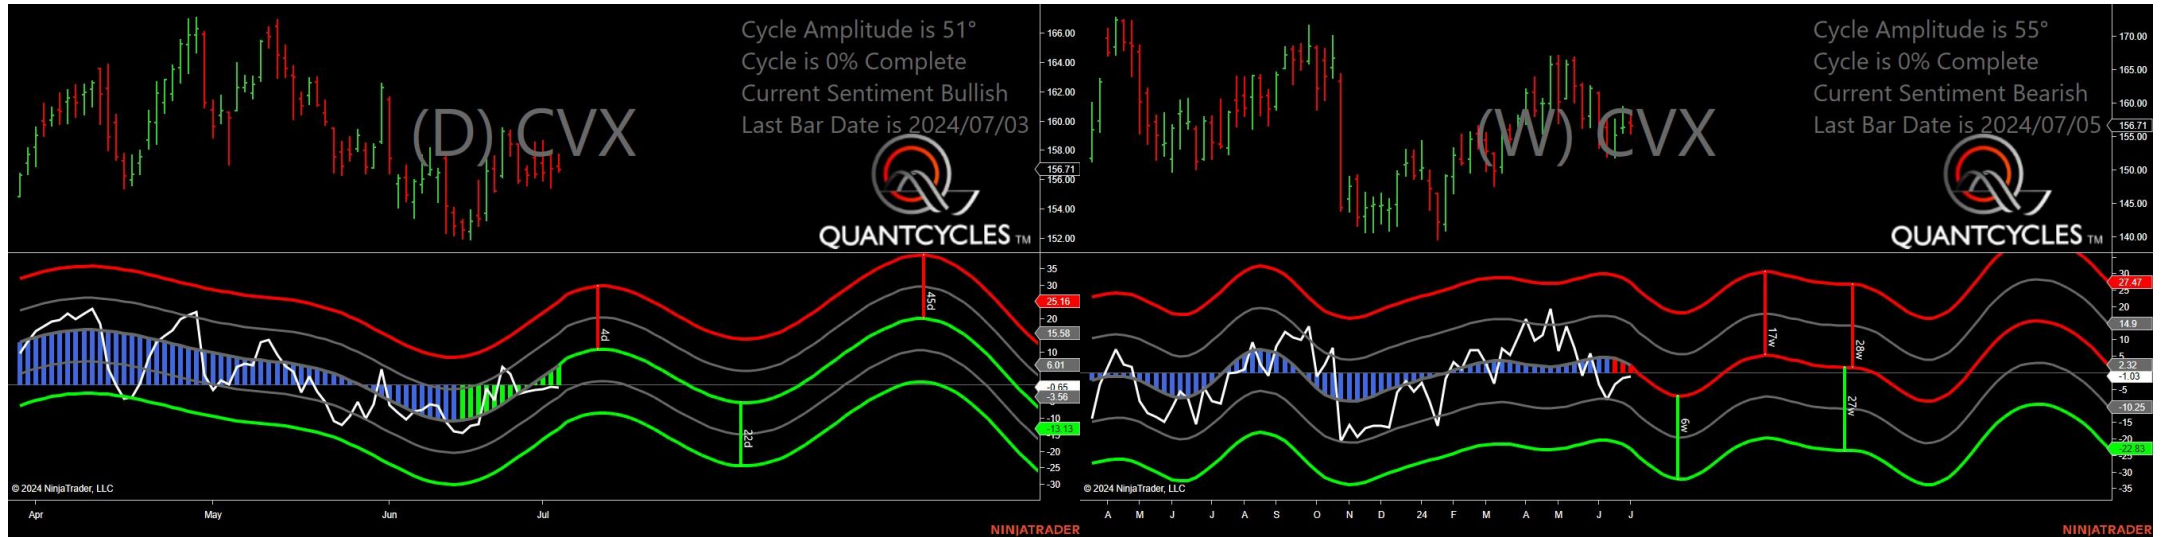 Cycle Amplitude is 51°
Cycle is 0% Complete
Current Sentiment Bullish
Last Bar Date is 2024/07/03
(D) CVX
QUANTCYCLES TM
166.00
164.00
162.00
160.00
158.00
156.71
156.00
154.00
152.00
4d
22d
45d
35
30
25.16
20
15.58
10
6.01
-0.65
-3.56
-10
-13.13
-20
-25
-30
© 2024 NinjaTrader, LLC
Apr May Jun Jul
NINJATRADER
Cycle Amplitude is 55°
Cycle is 0% Complete
Current Sentiment Bearish
Last Bar Date is 2024/07/05
(W) CVX
QUANTCYCLES TM
170.00
165.00
160.00
156.71
155.00
150.00
145.00
140.00
6w
17w
28w
27w
30
27.47
25
20
14.9
10
5
2.32
-1.03
-5
-10.25
-15
-20
-22.83
-25
-30
-35
© 2024 NinjaTrader, LLC
A M J J A S O N D 24 F M A M J J
NINJATRADER